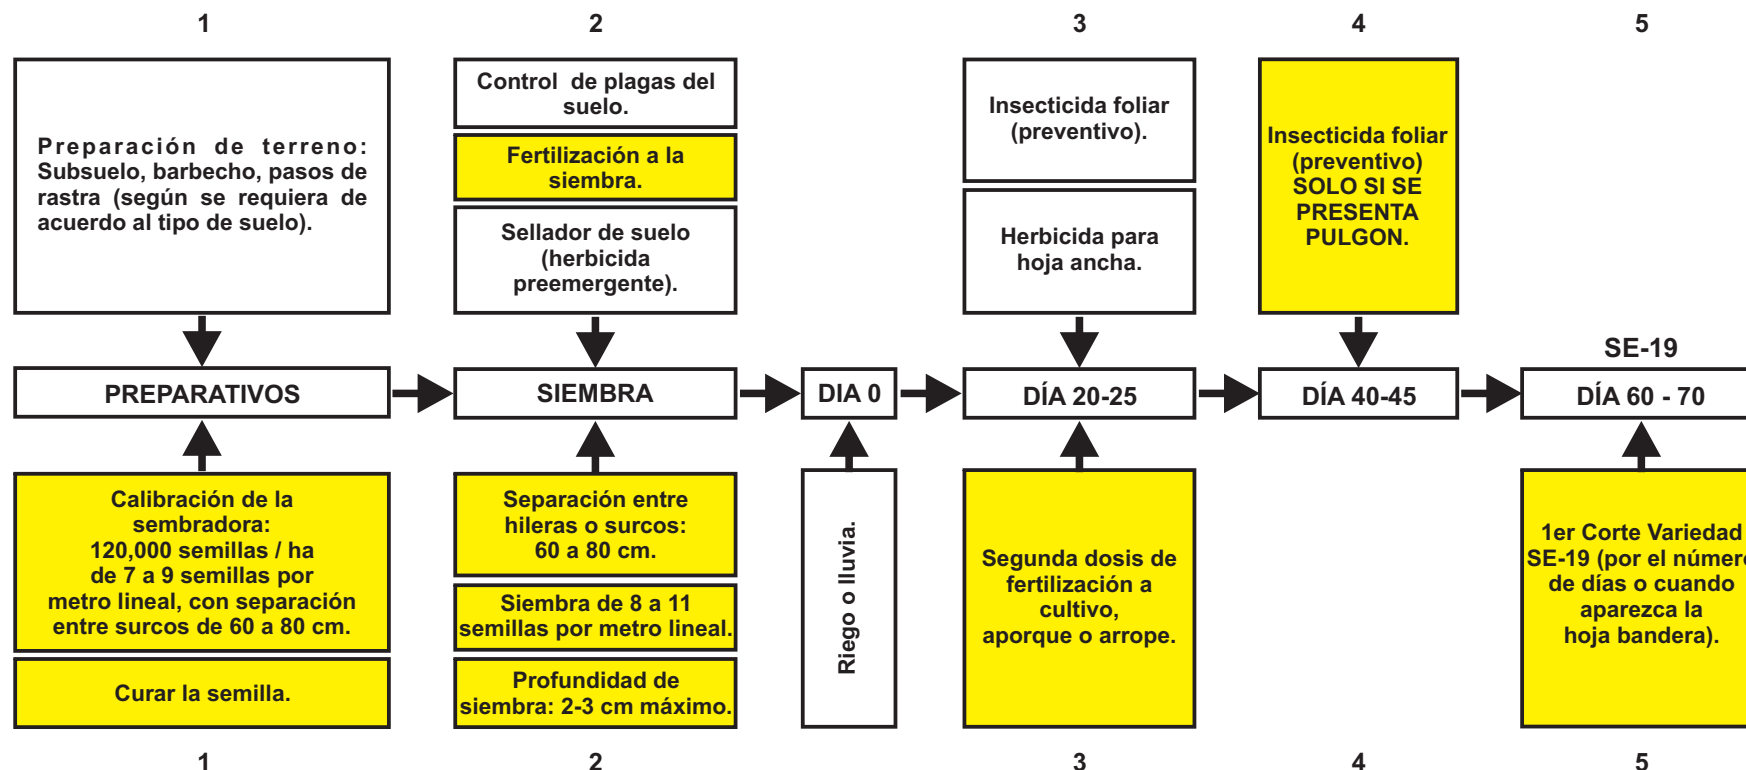 1
2
3
4
5
Preparación de terreno:
Subsuelo, barbecho, pasos de
rastra (según se requiera de
acuerdo al tipo de suelo).
Control de plagas del
suelo.
Fertilización a la
siembra.
Sellador de suelo
(herbicida
preemergente).
Insecticida foliar
(preventivo).
Herbicida para
hoja ancha.
Insecticida foliar
(preventivo)
SOLO SI SE
PRESENTA
PULGON.
SE-19
PREPARATIVOS
SIEMBRA
DIA 0
DÍA 20-25
DÍA 40-45
DÍA 60 - 70
Calibración de la
sembradora:
120,000 semillas / ha
de 7 a 9 semillas por
metro lineal, con separación
entre surcos de 60 a 80 cm.
Curar la semilla.
Separación entre
hileras o surcos:
60 a 80 cm.
Siembra de 8 a 11
semillas por metro lineal.
Profundidad de
siembra: 2-3 cm máximo.
Riego o lluvia.
Segunda dosis de
fertilización a
cultivo,
aporque o arrope.
1er Corte Variedad
SE-19 (por el número
de días o cuando
aparezca la
hoja bandera).
1
2
3
4
5